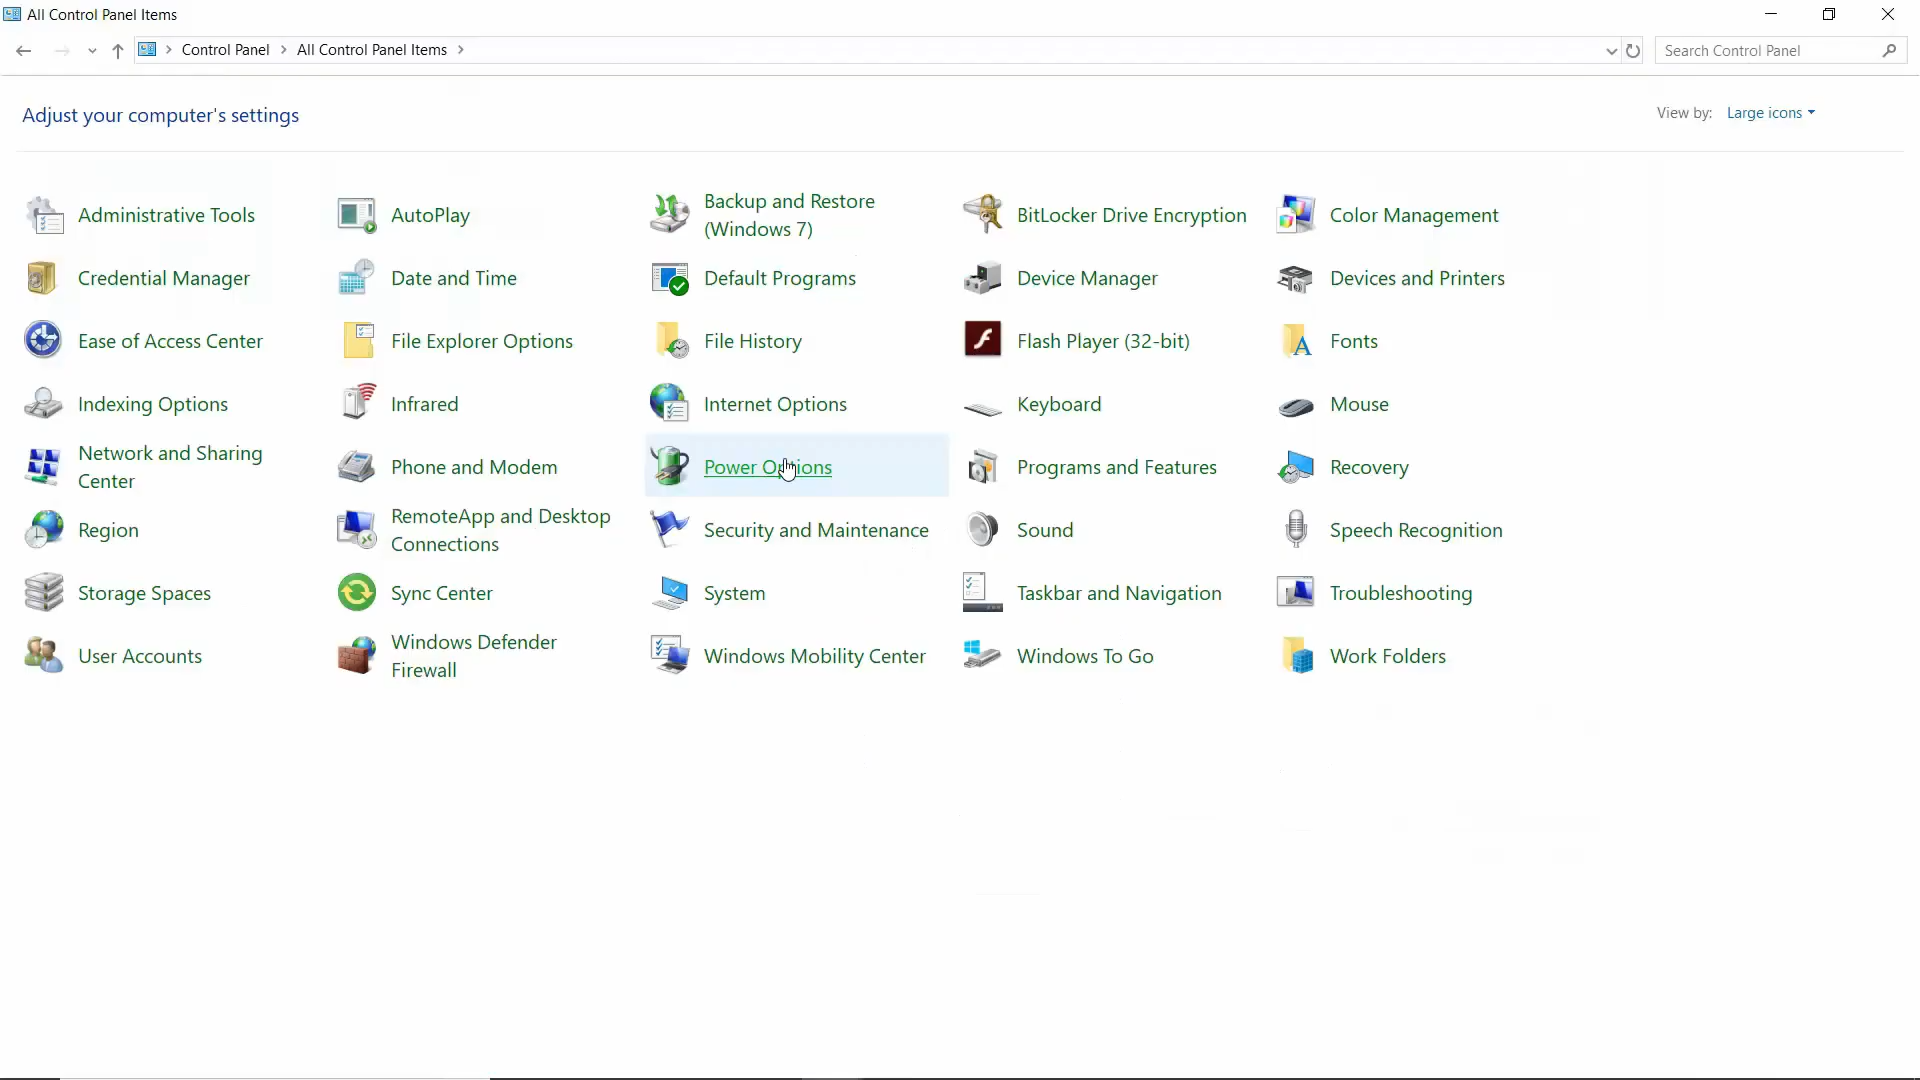 All Control Panel Items
Control Panel > All Control Panel Items >
Search Control Panel
Adjust your computer's settings
View by: Large icons
Administrative Tools
AutoPlay
Backup and Restore
(Windows 7)
BitLocker Drive Encryption
Color Management
Credential Manager
Date and Time
Default Programs
Device Manager
Devices and Printers
Ease of Access Center
File Explorer Options
File History
Flash Player (32-bit)
Fonts
Indexing Options
Infrared
Internet Options
Keyboard
Mouse
Network and Sharing
Center
Phone and Modem
Power Options
Programs and Features
Recovery
Region
RemoteApp and Desktop
Connections
Security and Maintenance
Sound
Speech Recognition
Storage Spaces
Sync Center
System
Taskbar and Navigation
Troubleshooting
User Accounts
Windows Defender
Firewall
Windows Mobility Center
Windows To Go
Work Folders